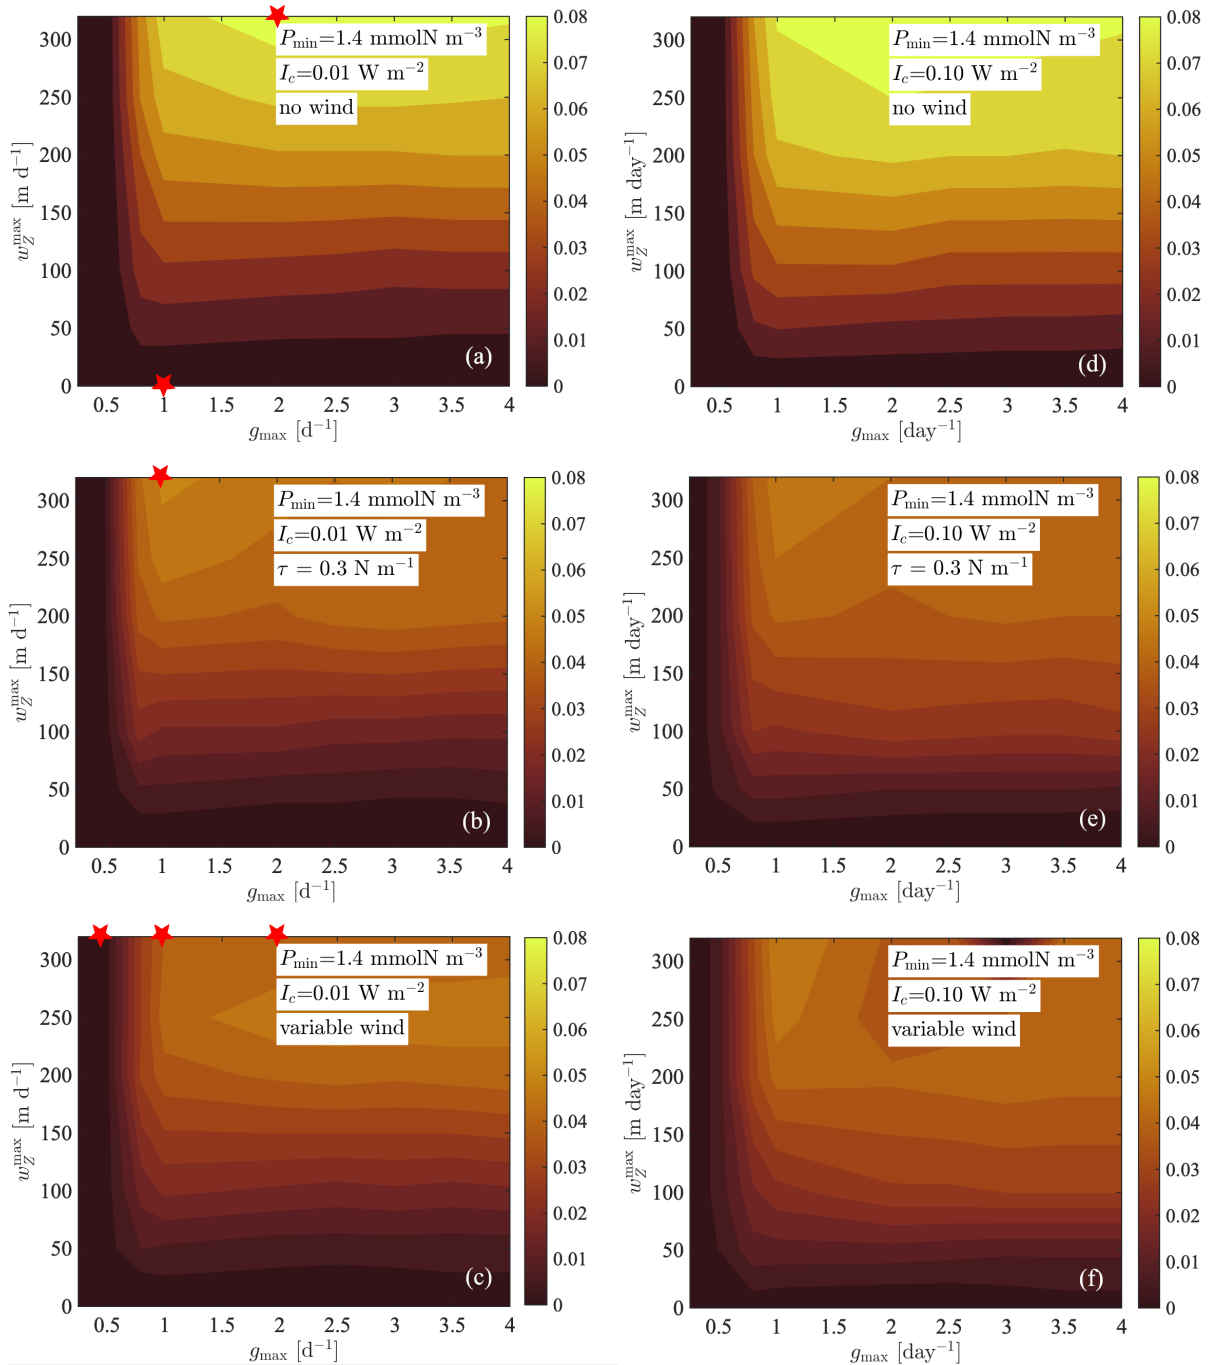 300
250
200
150
100
50
0
w_Z^max [m d⁻¹]
P_min=1.4 mmolN m⁻³
I_c=0.01 W m⁻²
no wind
(a)
0.5 1 1.5 2 2.5 3 3.5 4
g_max [d⁻¹]
0.08
0.07
0.06
0.05
0.04
0.03
0.02
0.01
0
300
250
200
150
100
50
0
w_Z^max [m day⁻¹]
P_min=1.4 mmolN m⁻³
I_c=0.10 W m⁻²
no wind
(d)
0.5 1 1.5 2 2.5 3 3.5 4
g_max [day⁻¹]
0.08
0.07
0.06
0.05
0.04
0.03
0.02
0.01
0
300
250
200
150
100
50
0
w_Z^max [m d⁻¹]
P_min=1.4 mmolN m⁻³
I_c=0.01 W m⁻²
τ = 0.3 N m⁻¹
(b)
0.5 1 1.5 2 2.5 3 3.5 4
g_max [d⁻¹]
0.08
0.07
0.06
0.05
0.04
0.03
0.02
0.01
0
300
250
200
150
100
50
0
w_Z^max [m day⁻¹]
P_min=1.4 mmolN m⁻³
I_c=0.10 W m⁻²
τ = 0.3 N m⁻¹
(e)
0.5 1 1.5 2 2.5 3 3.5 4
g_max [day⁻¹]
0.08
0.07
0.06
0.05
0.04
0.03
0.02
0.01
0
300
250
200
150
100
50
0
w_Z^max [m d⁻¹]
P_min=1.4 mmolN m⁻³
I_c=0.01 W m⁻²
variable wind
(c)
0.5 1 1.5 2 2.5 3 3.5 4
g_max [d⁻¹]
0.08
0.07
0.06
0.05
0.04
0.03
0.02
0.01
0
300
250
200
150
100
50
0
w_Z^max [m day⁻¹]
P_min=1.4 mmolN m⁻³
I_c=0.10 W m⁻²
variable wind
(f)
0.5 1 1.5 2 2.5 3 3.5 4
g_max [day⁻¹]
0.08
0.07
0.06
0.05
0.04
0.03
0.02
0.01
0